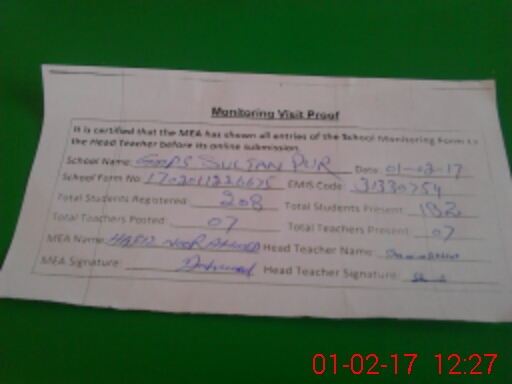 Monitoring Visit Proof
It is certified that the MEA has shown all entries of the School Monitoring Form to
the Head Teacher before its online submission.
School Name: GGPS SULTAN PUR Date: 01-02-17
School Form No: EMIS Code: 31330754
Total Students Registered: 208 Total Students Present: 182
Total Teachers Posted: 07 Total Teachers Present: 07
MEA Name: HAFIZ NOOR AHMED Head Teacher Name:
MEA Signature: Head Teacher Signature:
01-02-17 12:27